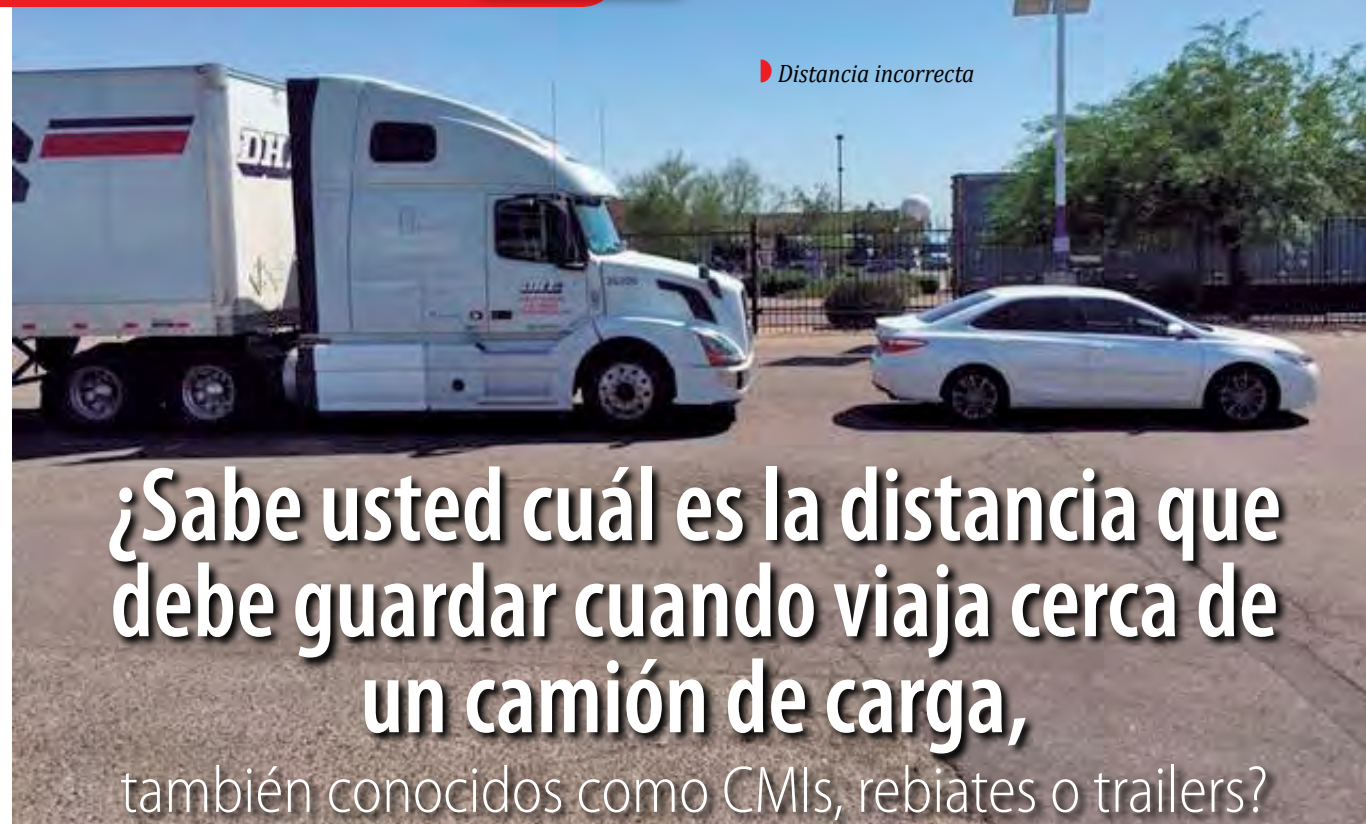 Distancia incorrecta
DH
¿Sabe usted cuál es la distancia que
debe guardar cuando viaja cerca de
un camión de carga,
también conocidos como CMIs, rebiates o trailers?